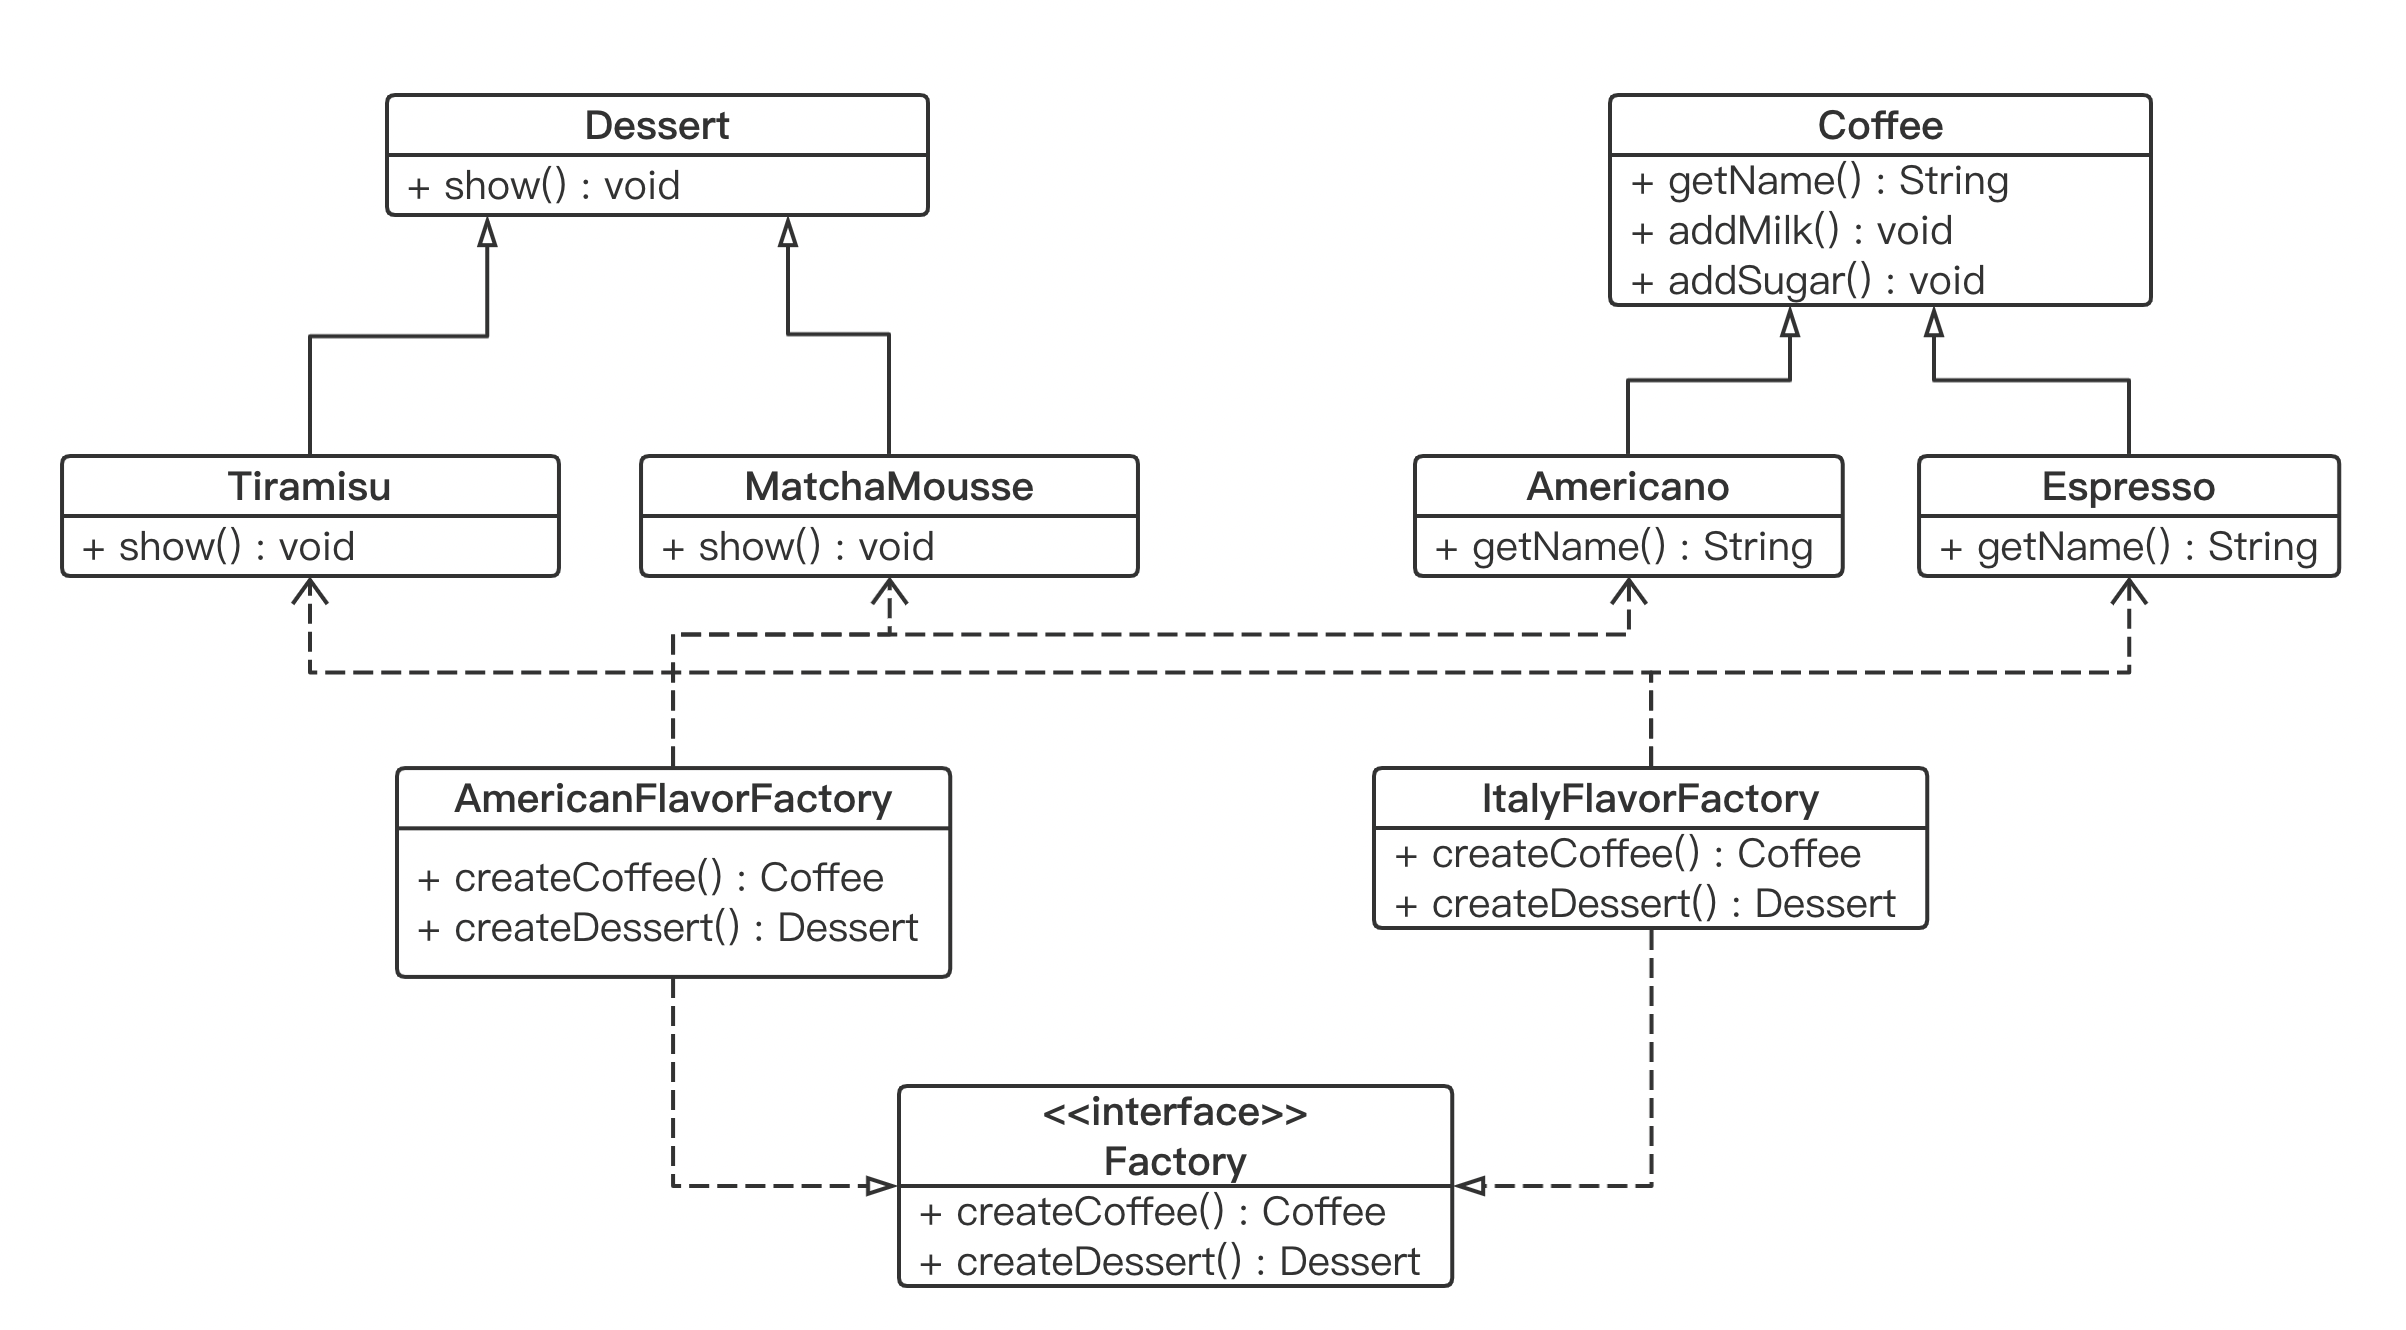 Dessert
+ show() : void
Coffee
+ getName() : String
+ addMilk() : void
+ addSugar() : void
Tiramisu
+ show() : void
MatchaMousse
+ show() : void
Americano
+ getName() : String
Espresso
+ getName() : String
AmericanFlavorFactory
+ createCoffee() : Coffee
+ createDessert() : Dessert
ItalyFlavorFactory
+ createCoffee() : Coffee
+ createDessert() : Dessert
<<interface>>
Factory
+ createCoffee() : Coffee
+ createDessert() : Dessert